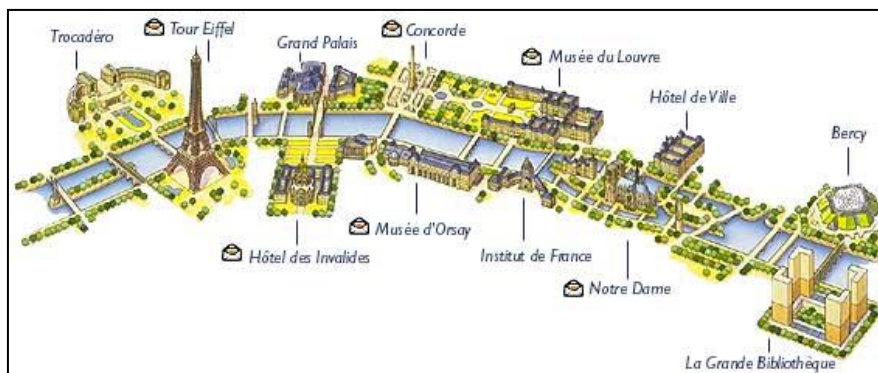 Trocadéro
Tour Eiffel
Grand Palais
Concorde
Musée du Louvre
Hôtel de Ville
Bercy
Hôtel des Invalides
Musée d'Orsay
Institut de France
Notre Dame
La Grande Bibliothèque